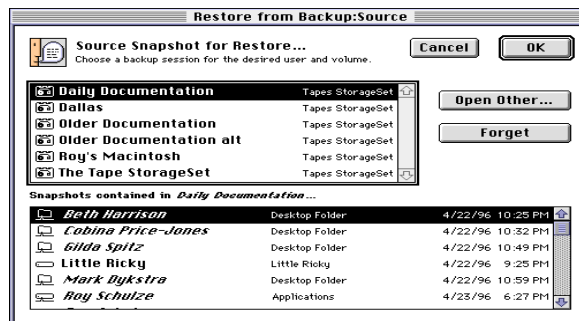 Restore from Backup:Source
Source Snapshot for Restore...
Choose a backup session for the desired user and volume.
Cancel
OK
Daily Documentation Tapes StorageSet
Dallas Tapes StorageSet
Older Documentation Tapes StorageSet
Older Documentation alt Tapes StorageSet
Roy's Macintosh Tapes StorageSet
The Tape StorageSet Tapes StorageSet
Open Other...
Forget
Snapshots contained in Daily Documentation...
Beth Harrison Desktop Folder 4/22/96 10:25 PM
Cobina Price-Jones Desktop Folder 4/22/96 10:32 PM
Gilda Spitz Desktop Folder 4/22/96 10:49 PM
Little Ricky Little Ricky 4/22/96 9:25 PM
Mark Dykstra Desktop Folder 4/22/96 10:59 PM
Roy Schulze Applications 4/23/96 6:27 PM